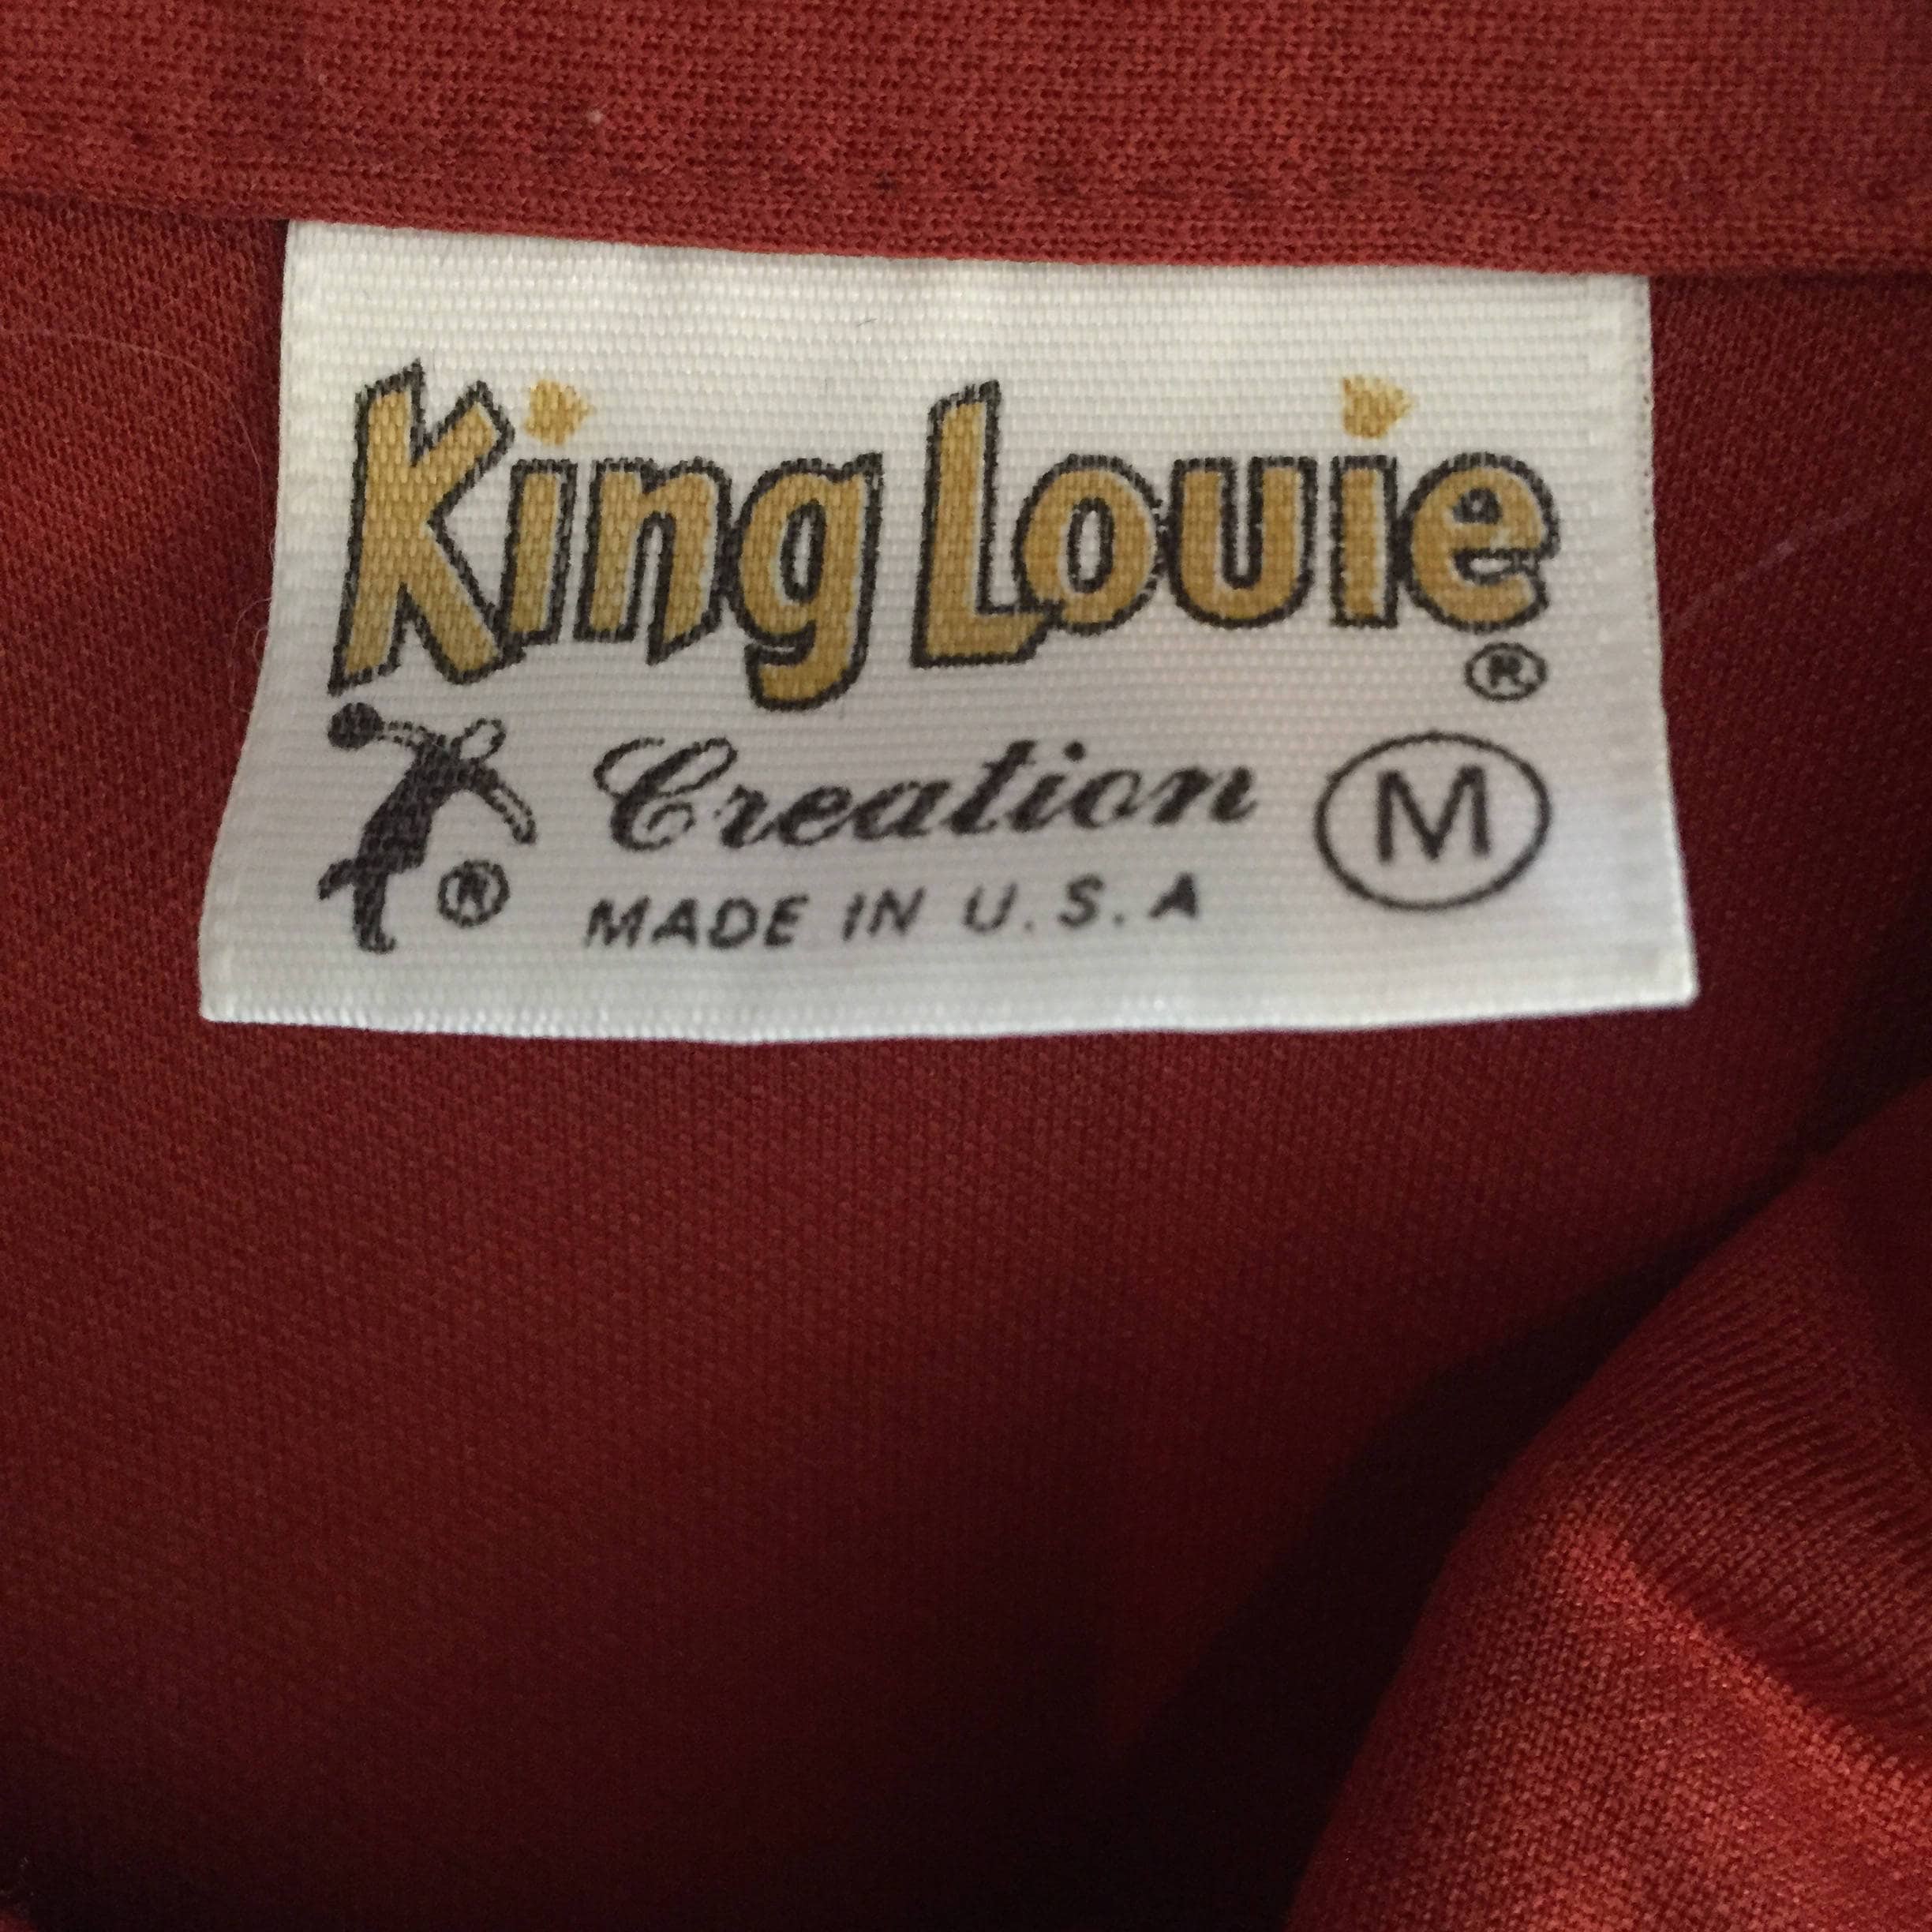 King Louie
®
Creation M
®
MADE IN U.S.A